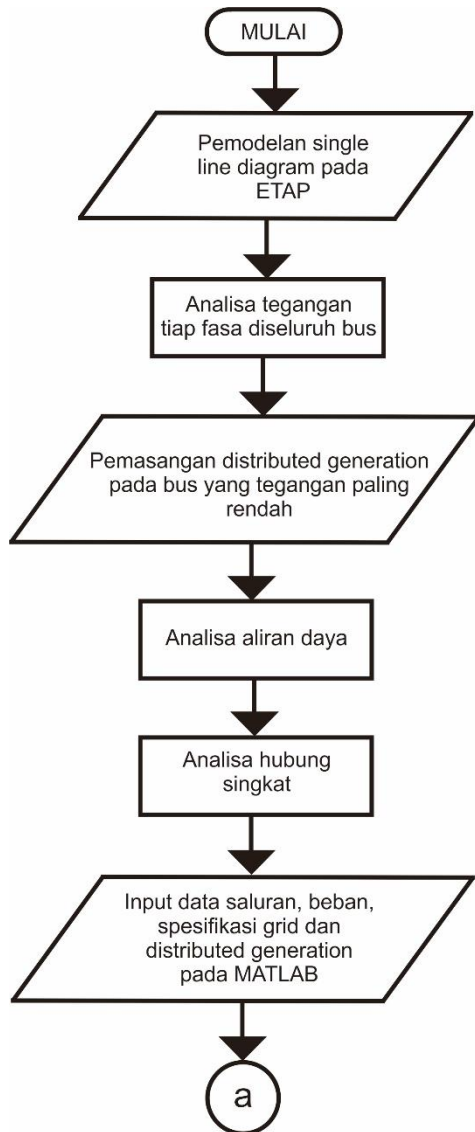 MULAI
Pemodelan single
line diagram pada
ETAP
Analisa tegangan
tiap fasa diseluruh bus
Pemasangan distributed generation
pada bus yang tegangan paling
rendah
Analisa aliran daya
Analisa hubung
singkat
Input data saluran, beban,
spesifikasi grid dan
distributed generation
pada MATLAB
a